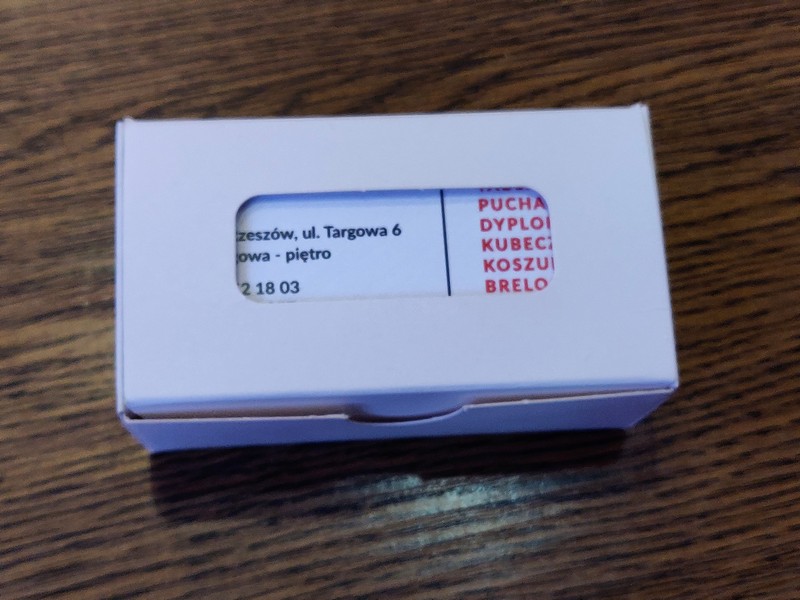 zeszów, ul. Targowa 6
owa - piętro
2 18 03
PUCHA
DYPLO
KUBECZ
KOSZU
BRELO